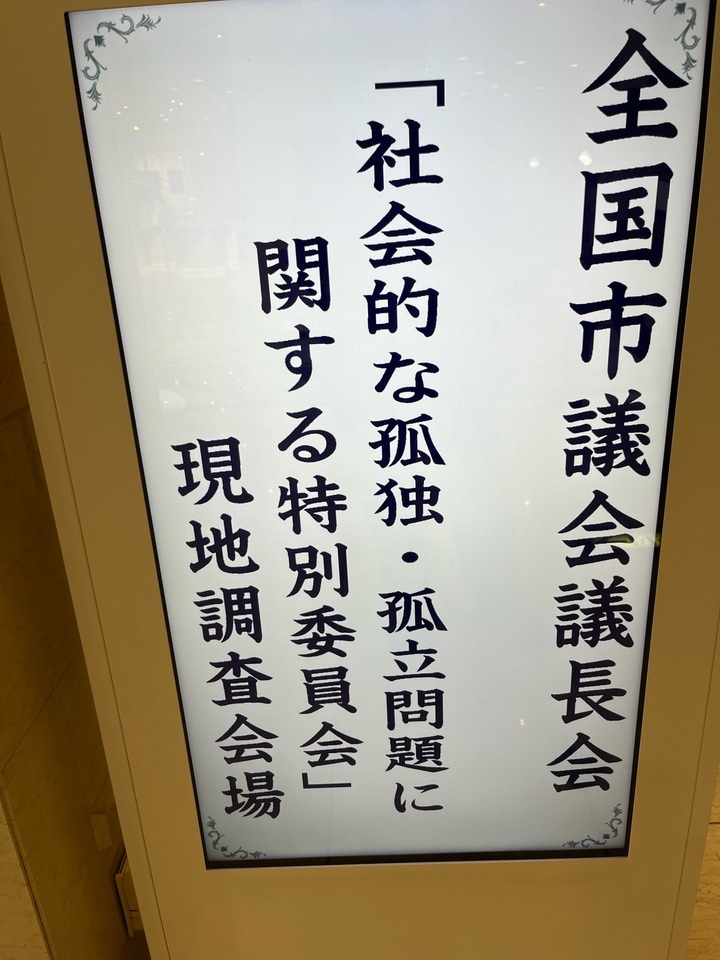 全国市議会議長会
「社会的な孤独・孤立問題に
関する特別委員会」
現地調査会場